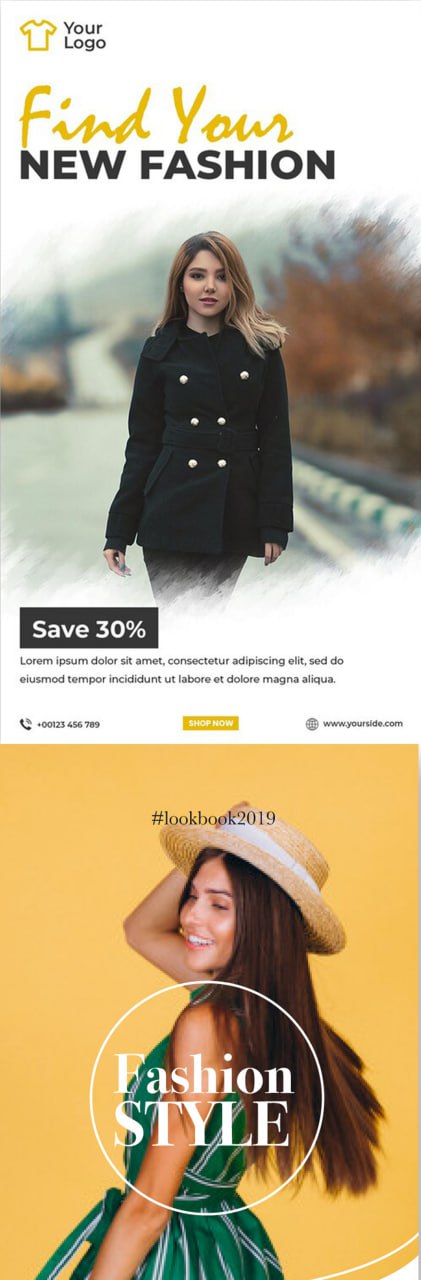 Your
Logo
Find Your
NEW FASHION
Save 30%
Lorem ipsum dolor sit amet, consectetur adipiscing elit, sed do
eiusmod tempor incididunt ut labore et dolore magna aliqua.
+00123 456 789
SHOP NOW
www.yourside.com
#lookbook2019
Fashion
STYLE